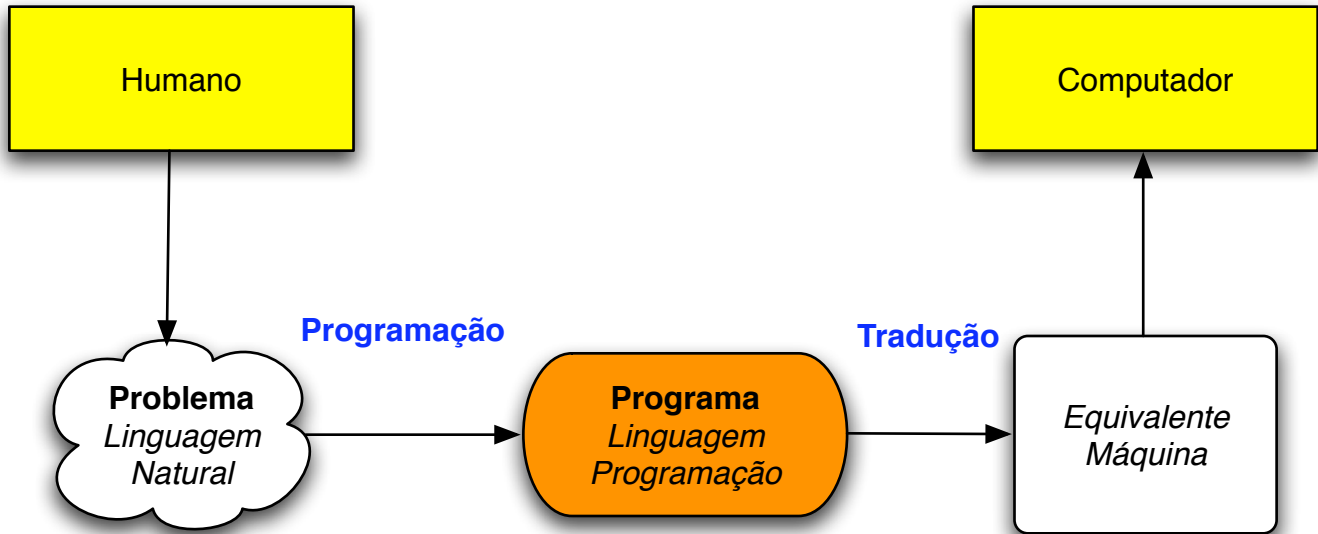 Humano
Computador
Programação
Tradução
Problema
Linguagem
Natural
Programa
Linguagem
Programação
Equivalente
Máquina